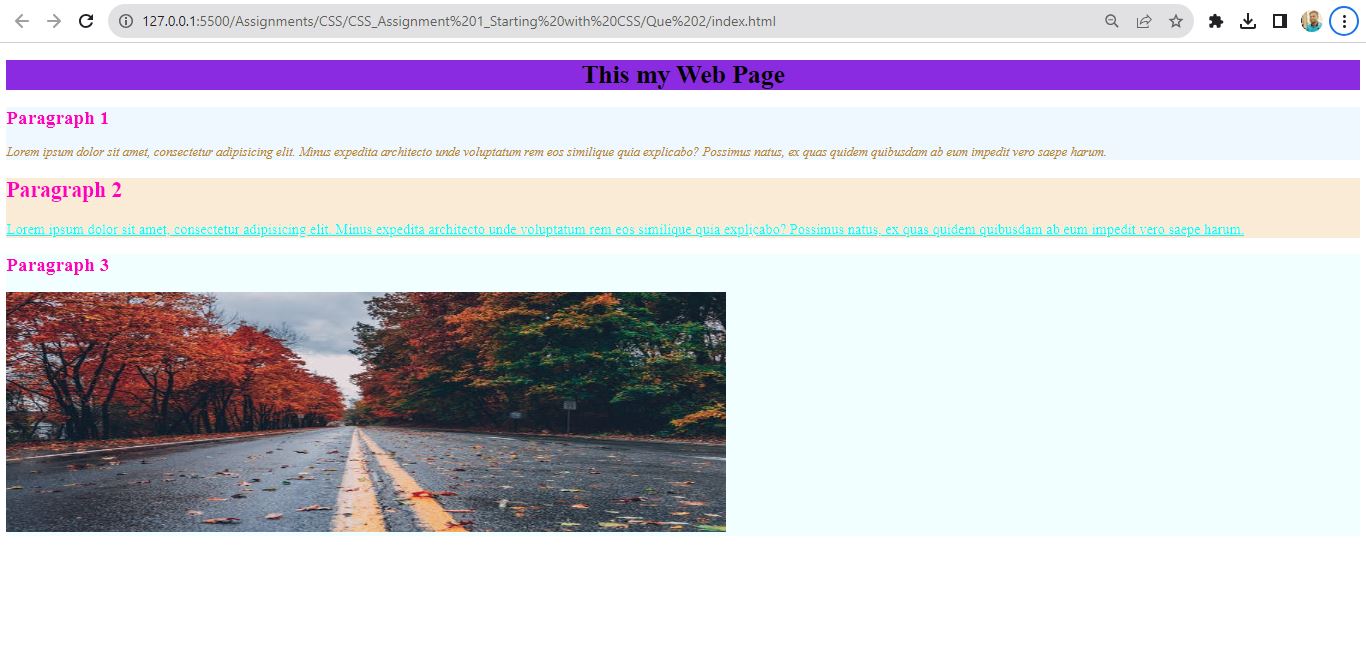 127.0.0.1:5500/Assignments/CSS/CSS_Assignment%201_Starting%20with%20CSS/Que%202/index.html
This my Web Page
Paragraph 1
Lorem ipsum dolor sit amet, consectetur adipisicing elit. Minus expedita architecto unde voluptatum rem eos similique quia explicabo? Possimus natus, ex quas quidem quibusdam ab eum impedit vero saepe harum.
Paragraph 2
Lorem ipsum dolor sit amet, consectetur adipisicing elit. Minus expedita architecto unde voluptatum rem eos similique quia explicabo? Possimus natus, ex quas quidem quibusdam ab eum impedit vero saepe harum.
Paragraph 3